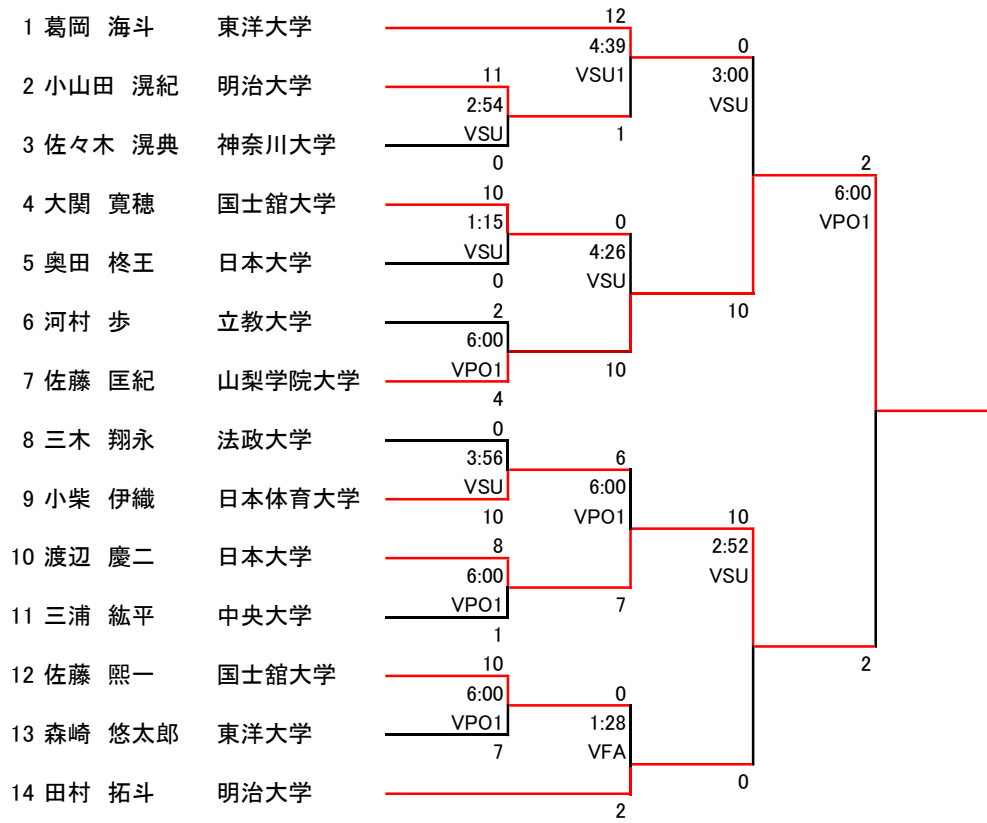 12
1 葛岡 海斗 東洋大学
4:39
0
VSU1
3:00
11
2 小山田 滉紀 明治大学
VSU
2:54
VSU
1
3 佐々木 滉典 神奈川大学
0
2
10
4 大関 寛穂 国士舘大学
6:00
1:15
0
VPO1
VSU
4:26
5 奥田 柊王 日本大学
0
VSU
2
10
6 河村 歩 立教大学
6:00
VPO1
10
7 佐藤 匡紀 山梨学院大学
4
0
8 三木 翔永 法政大学
3:56
6
VSU
6:00
9 小柴 伊織 日本体育大学
10
VPO1
10
8
2:52
10 渡辺 慶二 日本大学
6:00
VSU
VPO1
7
11 三浦 紘平 中央大学
1
10
2
12 佐藤 熙一 国士舘大学
6:00
0
VPO1
1:28
13 森崎 悠太郎 東洋大学
7
VFA
0
14 田村 拓斗 明治大学
2